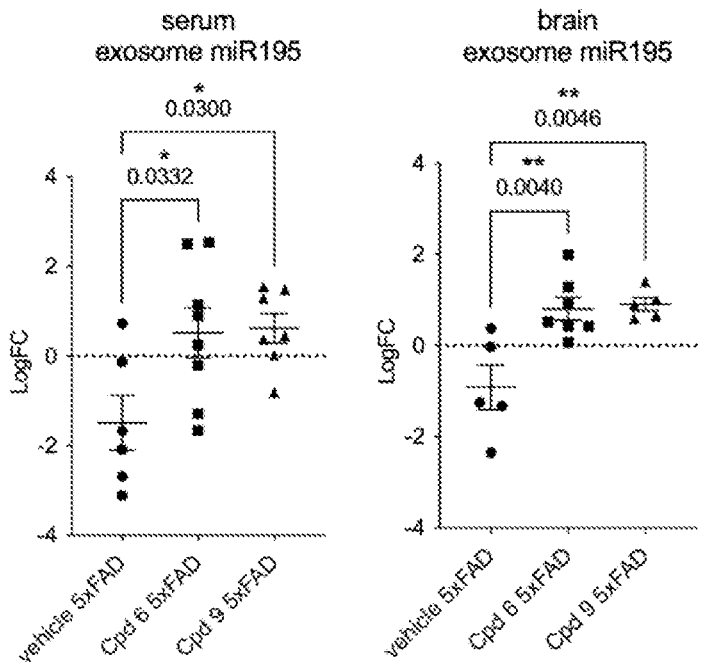 serum
exosome miR195
*
0.0300
*
0.0332
4
2
0
-2
-4
LogFC
vehicle 5xFAD
Cpd 6 5xFAD
Cpd 9 5xFAD
brain
exosome miR195
**
0.0046
**
0.0040
4
2
0
-2
-4
LogFC
vehicle 5xFAD
Cpd 6 5xFAD
Cpd 9 5xFAD